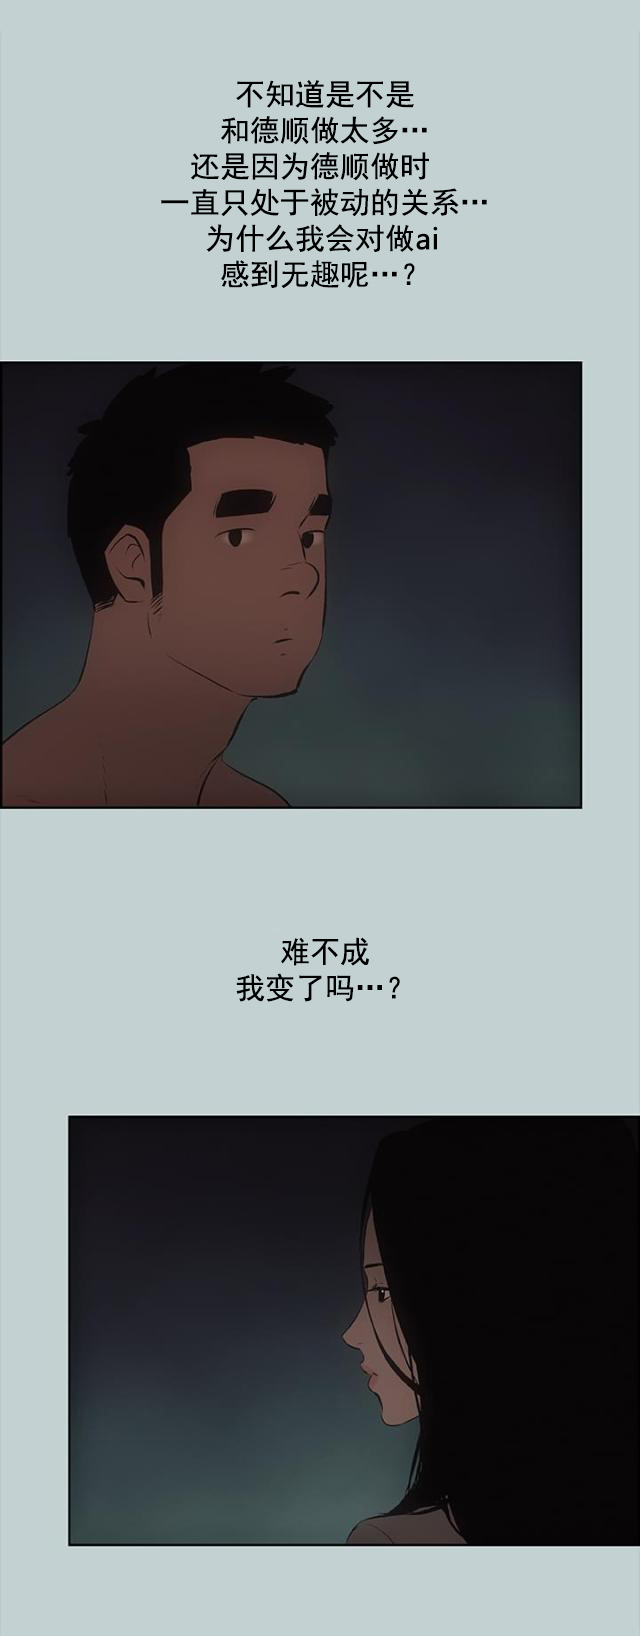 不知道是不是
和德顺做太多…
还是因为德顺做时
一直只处于被动的关系…
为什么我会对做ai
感到无趣呢…？
难不成
我变了吗…？